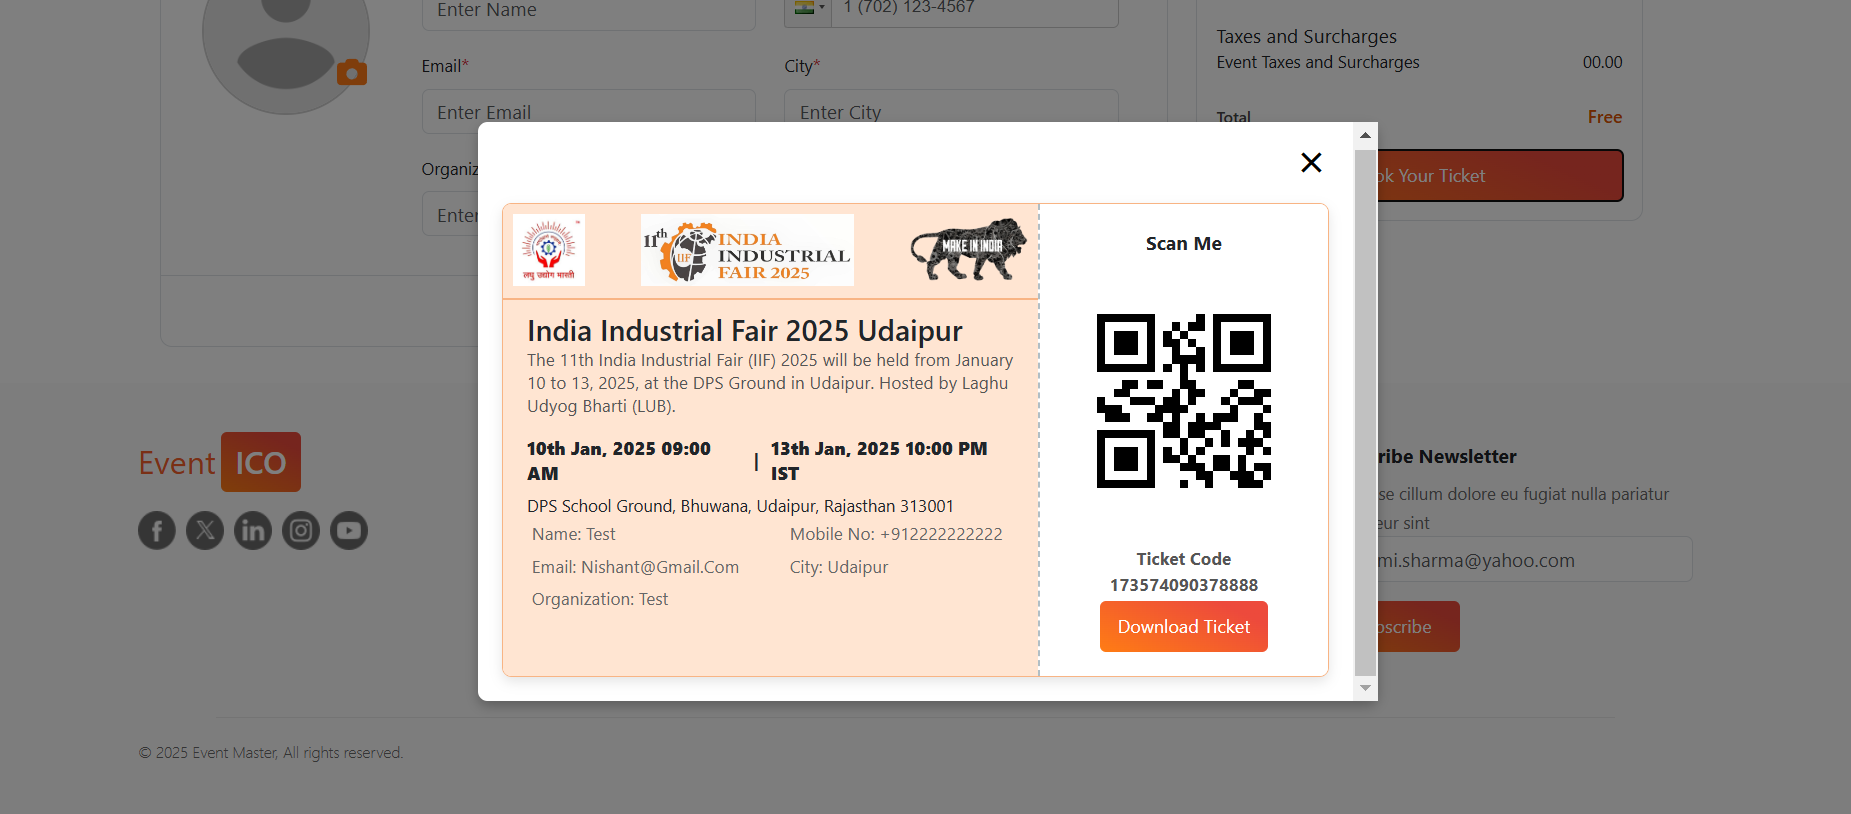 Enter Name
1 (702) 123-4567
Email*
City*
Enter Email
Enter City
Taxes and Surcharges
Event Taxes and Surcharges 00.00
Total Free
ok Your Ticket
Organiz
Enter
लघु उद्योग भारती
11th IIF INDIA
INDUSTRIAL
FAIR 2025
MAKE IN INDIA
India Industrial Fair 2025 Udaipur
The 11th India Industrial Fair (IIF) 2025 will be held from January
10 to 13, 2025, at the DPS Ground in Udaipur. Hosted by Laghu
Udyog Bharti (LUB).
10th Jan, 2025 09:00
AM
|
13th Jan, 2025 10:00 PM
IST
DPS School Ground, Bhuwana, Udaipur, Rajasthan 313001
Name: Test
Mobile No: +912222222222
Email: Nishant@Gmail.Com
City: Udaipur
Organization: Test
Scan Me
Ticket Code
173574090378888
Download Ticket
Event ICO
ribe Newsletter
se cillum dolore eu fugiat nulla pariatur
eur sint
mi.sharma@yahoo.com
oscribe
© 2025 Event Master, All rights reserved.